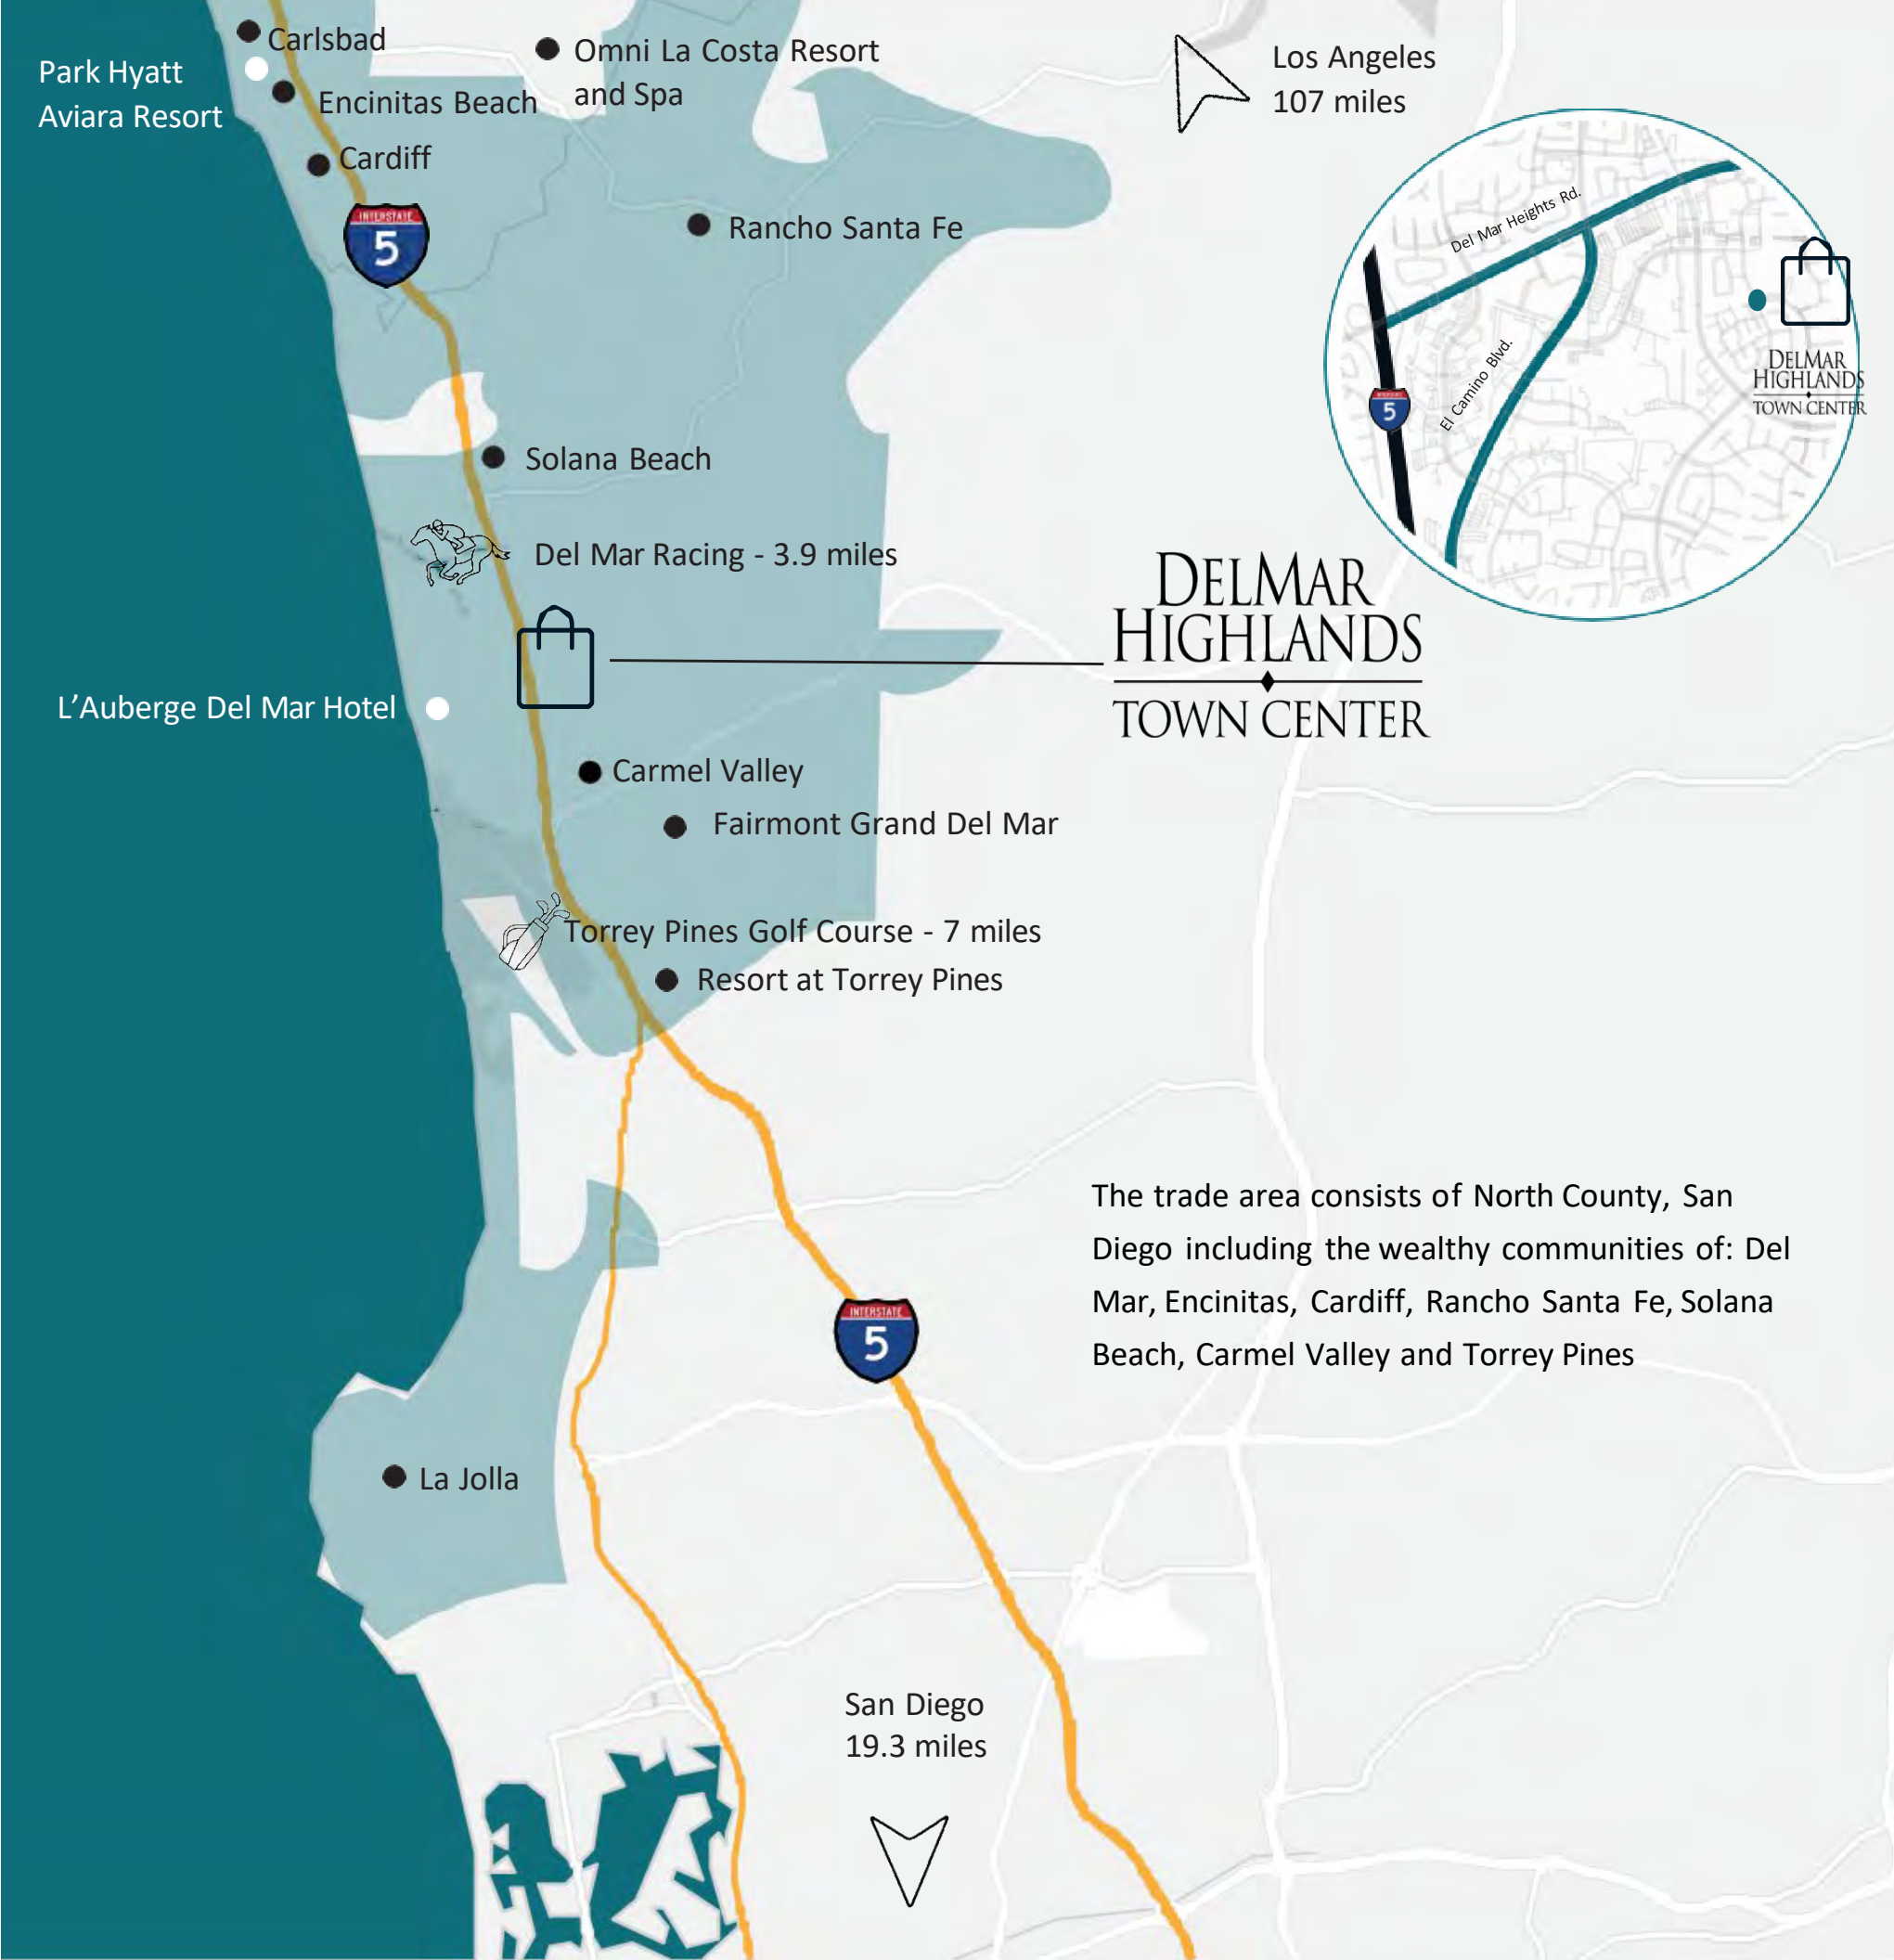 Carlsbad
Park Hyatt
Aviara Resort
Encinitas Beach
Omni La Costa Resort
and Spa
Los Angeles
107 miles
Cardiff
INTERSTATE
5
Rancho Santa Fe
Del Mar Heights Rd.
El Camino Blvd.
INTERSTATE
5
DELMAR
HIGHLANDS
TOWN CENTER
Solana Beach
Del Mar Racing - 3.9 miles
DELMAR
HIGHLANDS
TOWN CENTER
L’Auberge Del Mar Hotel
Carmel Valley
Fairmont Grand Del Mar
Torrey Pines Golf Course - 7 miles
Resort at Torrey Pines
The trade area consists of North County, San
Diego including the wealthy communities of: Del
Mar, Encinitas, Cardiff, Rancho Santa Fe, Solana
Beach, Carmel Valley and Torrey Pines
INTERSTATE
5
La Jolla
San Diego
19.3 miles